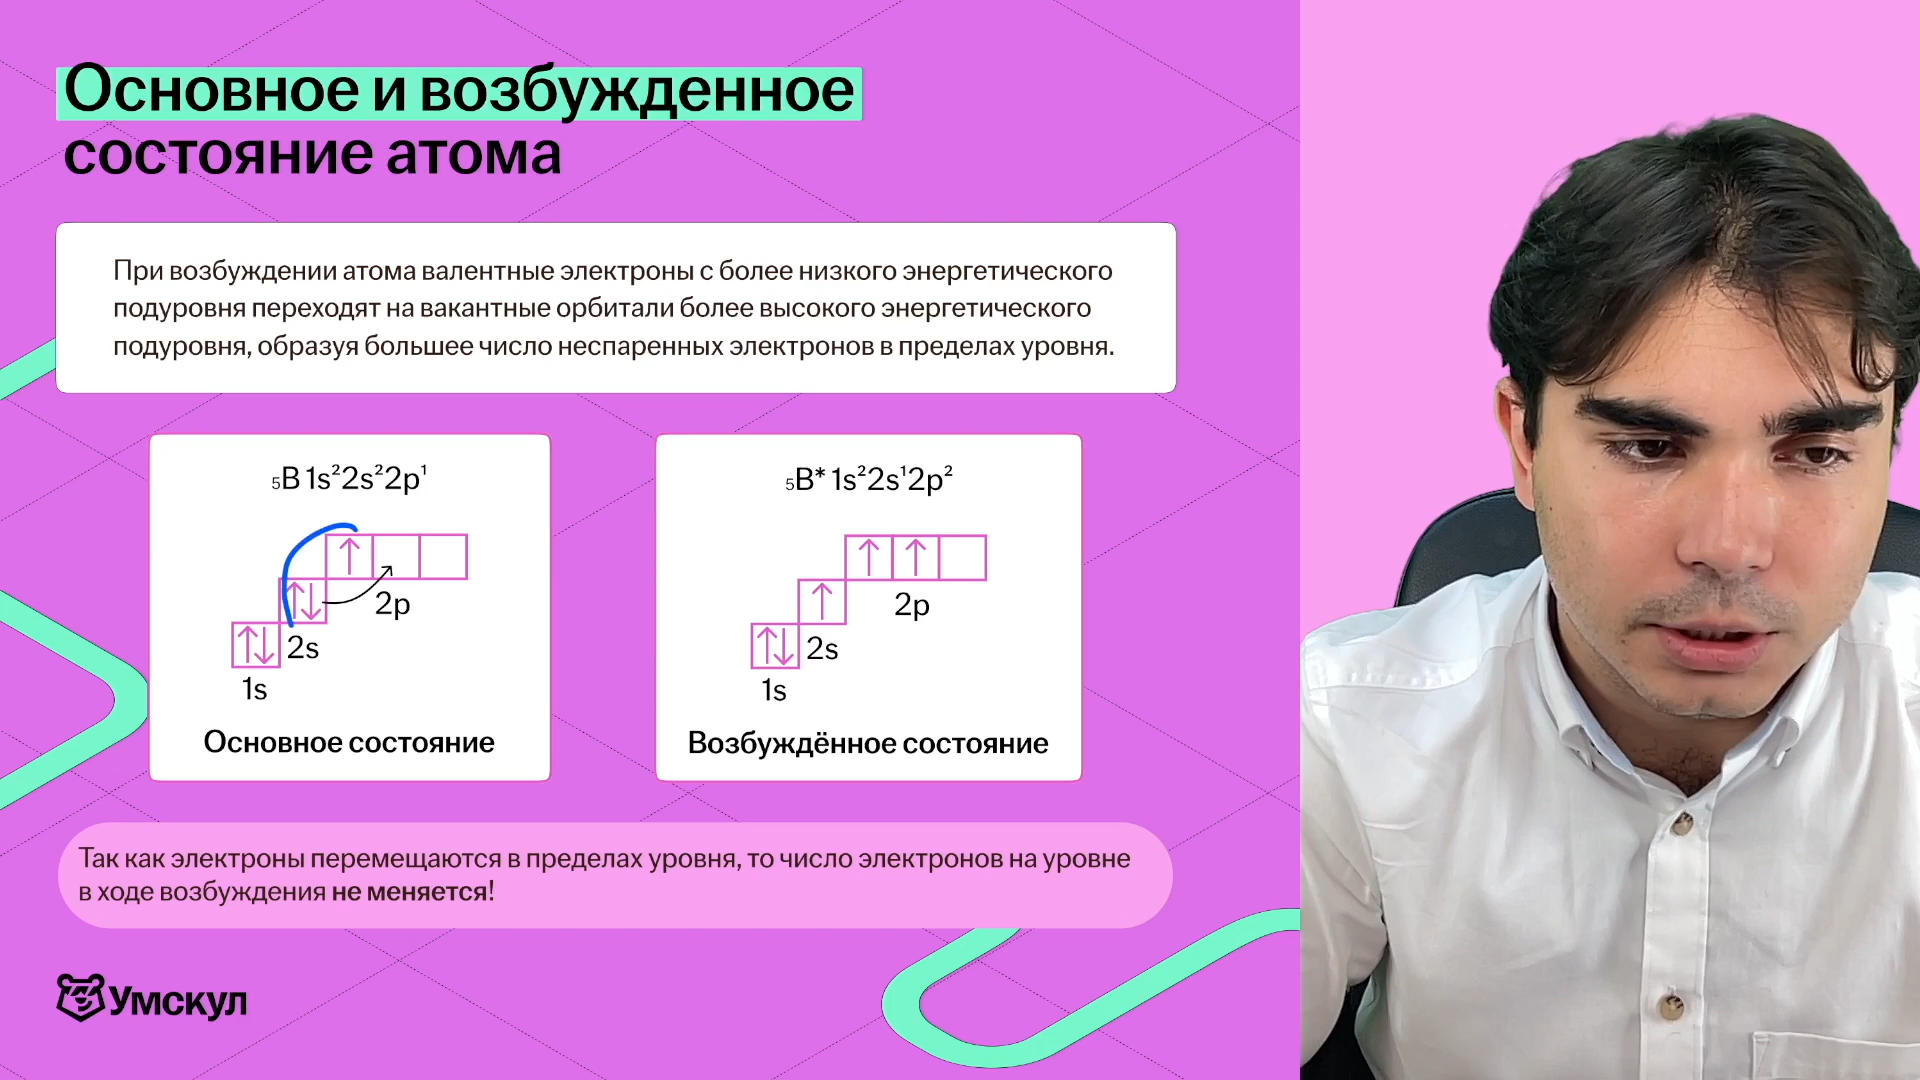 Основное и возбужденное
состояние атома
При возбуждении атома валентные электроны с более низкого энергетического
подуровня переходят на вакантные орбитали более высокого энергетического
подуровня, образуя большее число неспаренных электронов в пределах уровня.
₅B 1s²2s²2p¹
2p
2s
1s
Основное состояние
₅B* 1s²2s¹2p²
2p
2s
1s
Возбуждённое состояние
Так как электроны перемещаются в пределах уровня, то число электронов на уровне
в ходе возбуждения не меняется!
Умскул